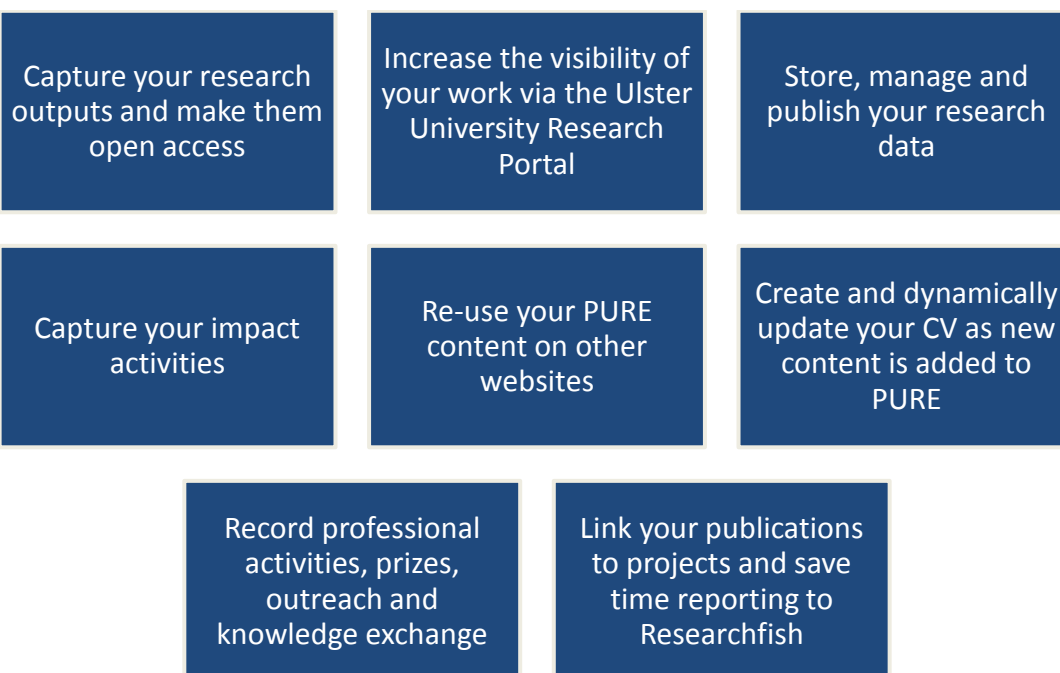 Capture your research
outputs and make them
open access
Increase the visibility of
your work via the Ulster
University Research
Portal
Store, manage and
publish your research
data
Capture your impact
activities
Re-use your PURE
content on other
websites
Create and dynamically
update your CV as new
content is added to
PURE
Record professional
activities, prizes,
outreach and
knowledge exchange
Link your publications
to projects and save
time reporting to
Researchfish